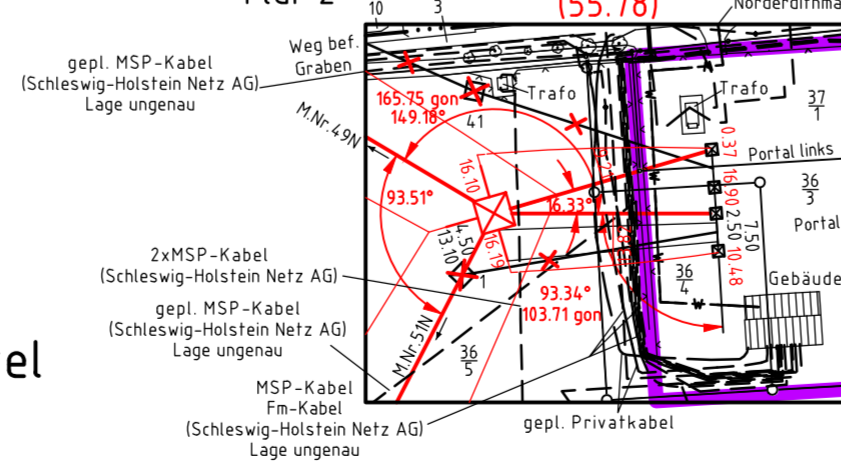 10
3
(55.78)
Weg bef.
Graben
gepl. MSP-Kabel
(Schleswig-Holstein Netz AG)
Lage ungenau
Trafo
Trafo
37
1
165.75 gon
149.18°
41
M.Nr.49N
0.37
Portal links
16.10
16.90
36
3
93.51°
16.33°
2.50
7.50
Portal
4.50
13.10
16.19
10.48
2xMSP-Kabel
(Schleswig-Holstein Netz AG)
1
36
4
Gebäude
93.34°
103.71 gon
gepl. MSP-Kabel
(Schleswig-Holstein Netz AG)
Lage ungenau
M.Nr.51N
36
5
el
MSP-Kabel
Fm-Kabel
(Schleswig-Holstein Netz AG)
Lage ungenau
gepl. Privatkabel